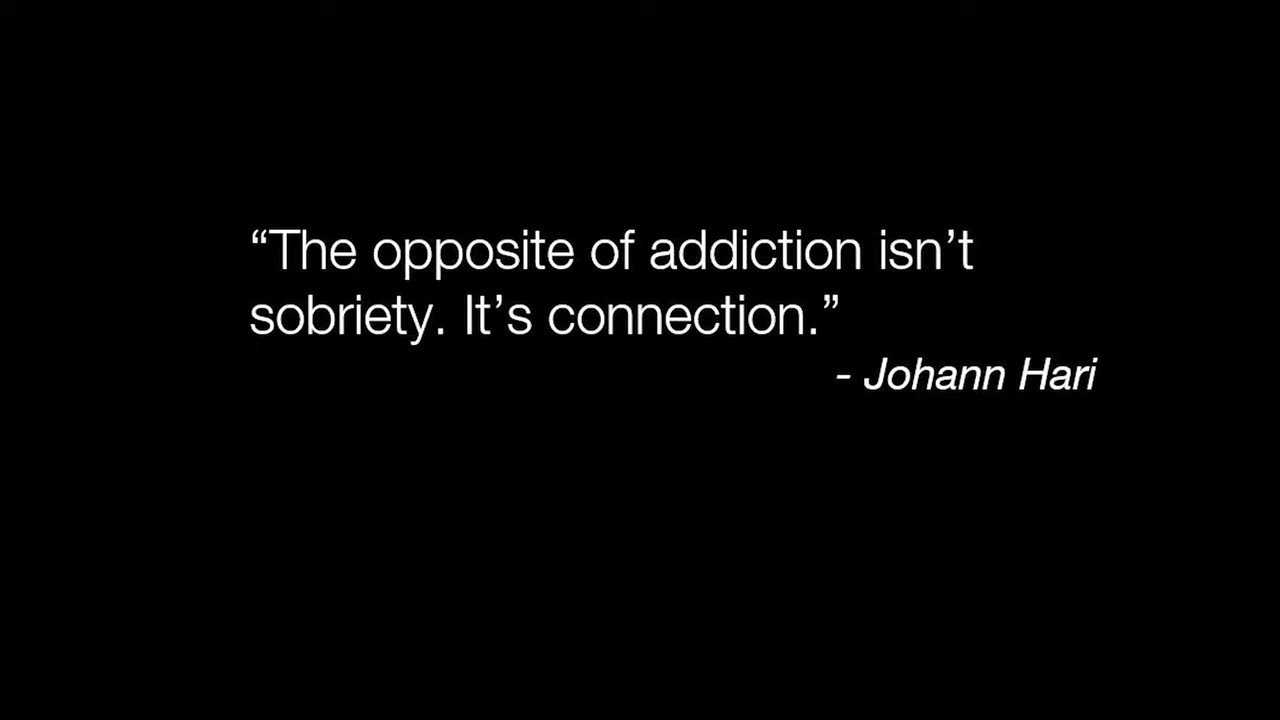 “The opposite of addiction isn’t
sobriety. It’s connection.”
- Johann Hari